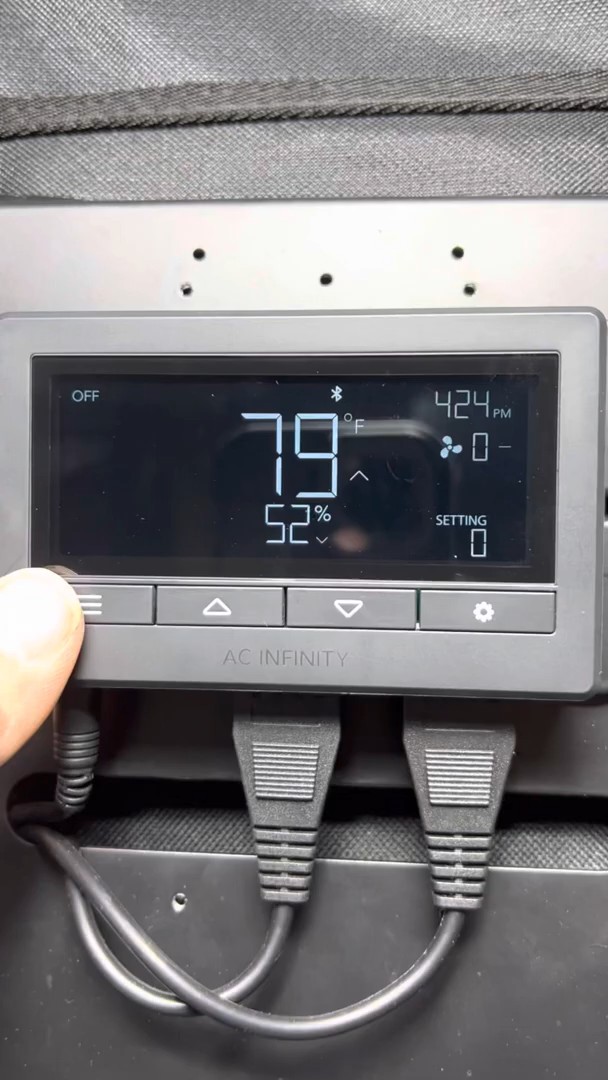 OFF
424 PM
79 °F
0 –
52%
SETTING
0
AC INFINITY